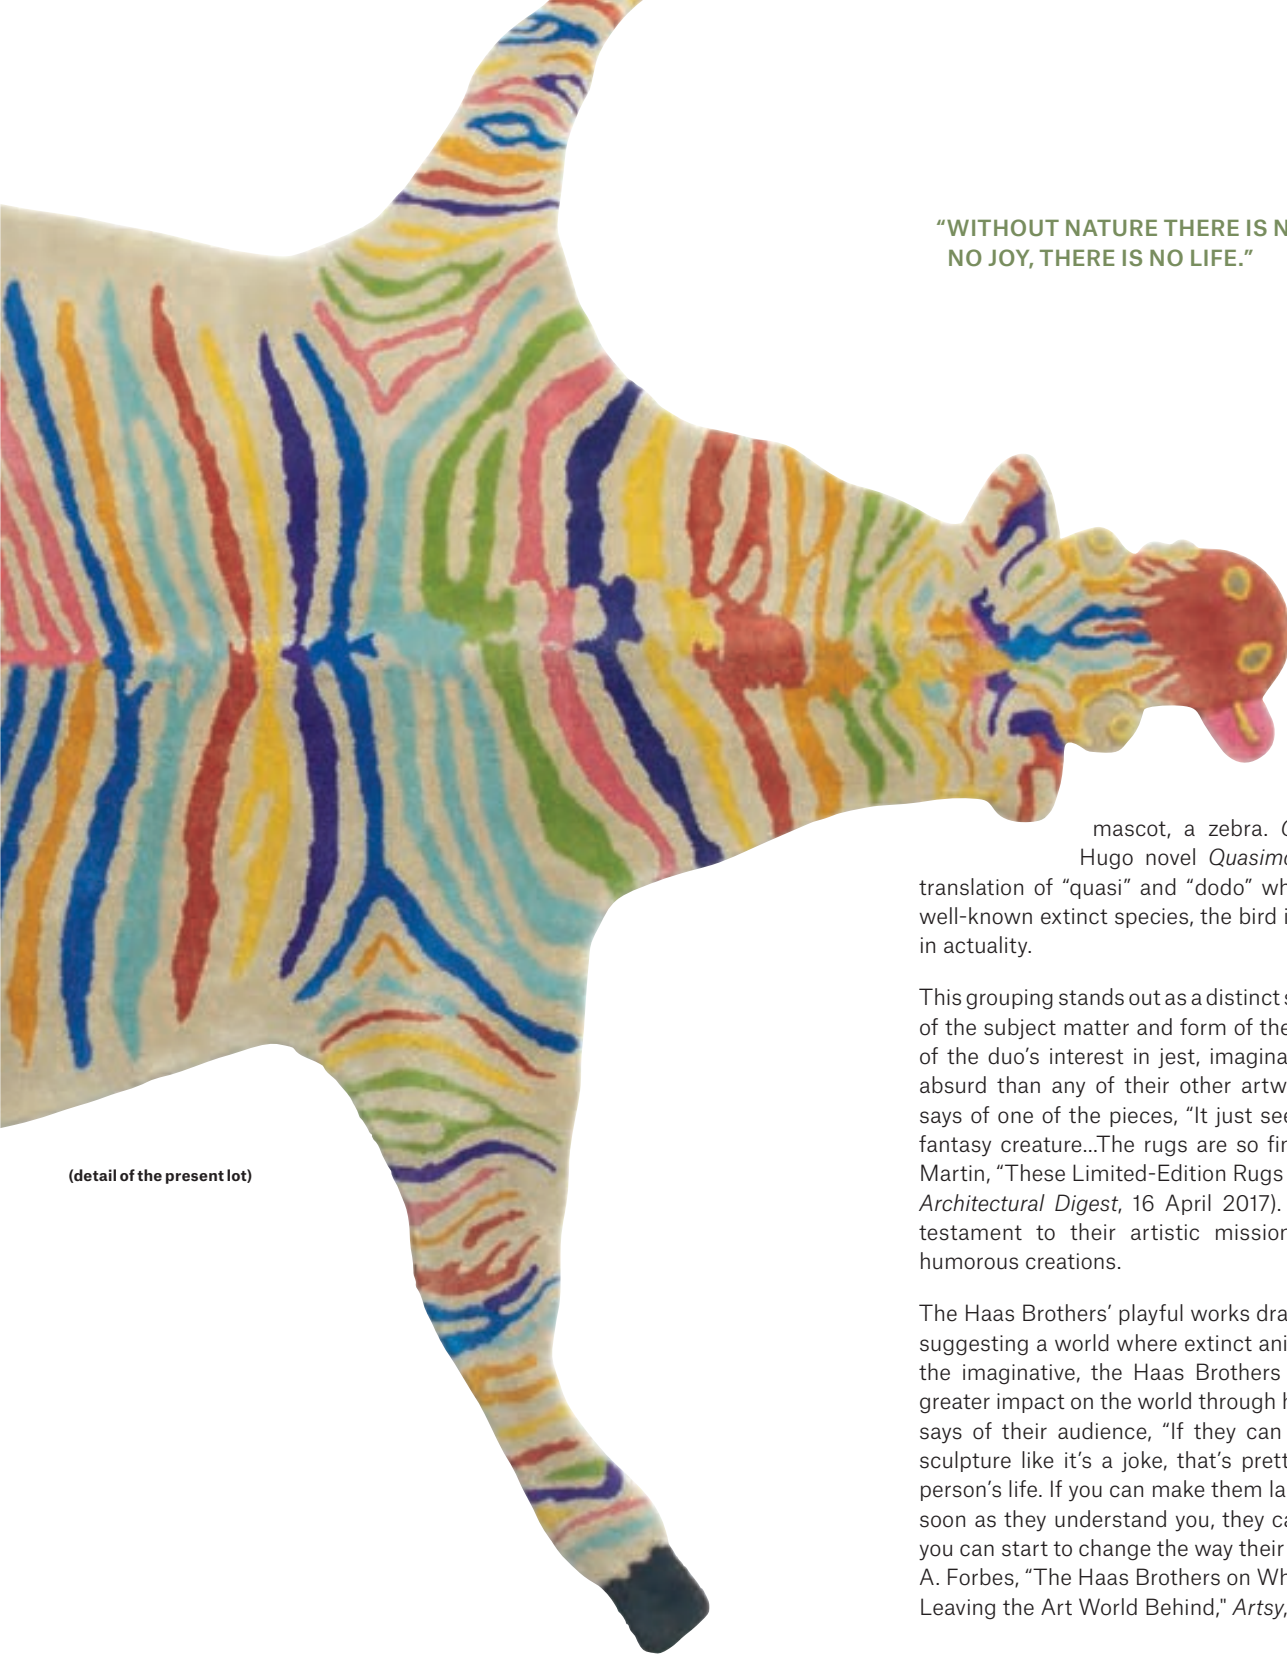 “WITHOUT NATURE THERE IS N
NO JOY, THERE IS NO LIFE.”
mascot, a zebra.
Hugo novel Quasimo
translation of “quasi” and “dodo” wh
well-known extinct species, the bird i
in actuality.
This grouping stands out as a distinct s
of the subject matter and form of the
of the duo’s interest in jest, imagina
absurd than any of their other artw
says of one of the pieces, “It just see
fantasy creature...The rugs are so fin
Martin, “These Limited-Edition Rugs
Architectural Digest, 16 April 2017).
testament to their artistic mission
humorous creations.
The Haas Brothers’ playful works dra
suggesting a world where extinct ani
the imaginative, the Haas Brothers
greater impact on the world through h
says of their audience, “If they can
sculpture like it’s a joke, that’s prett
person’s life. If you can make them la
soon as they understand you, they ca
you can start to change the way their
A. Forbes, “The Haas Brothers on Wh
Leaving the Art World Behind," Artsy,
(detail of the present lot)